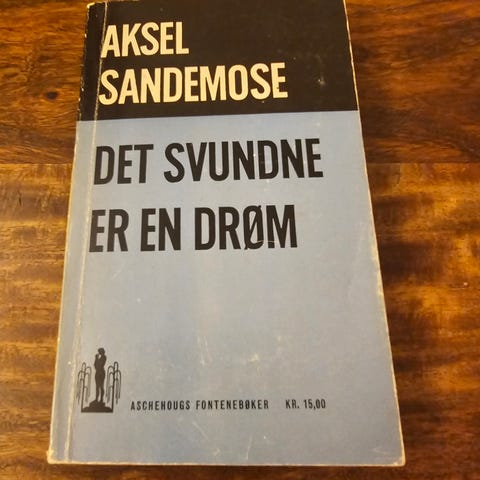 AKSEL
SANDEMOSE
DET SVUNDNE
ER EN DRØM
ASCHEHOUGS FONTENEBØKER KR. 15,00